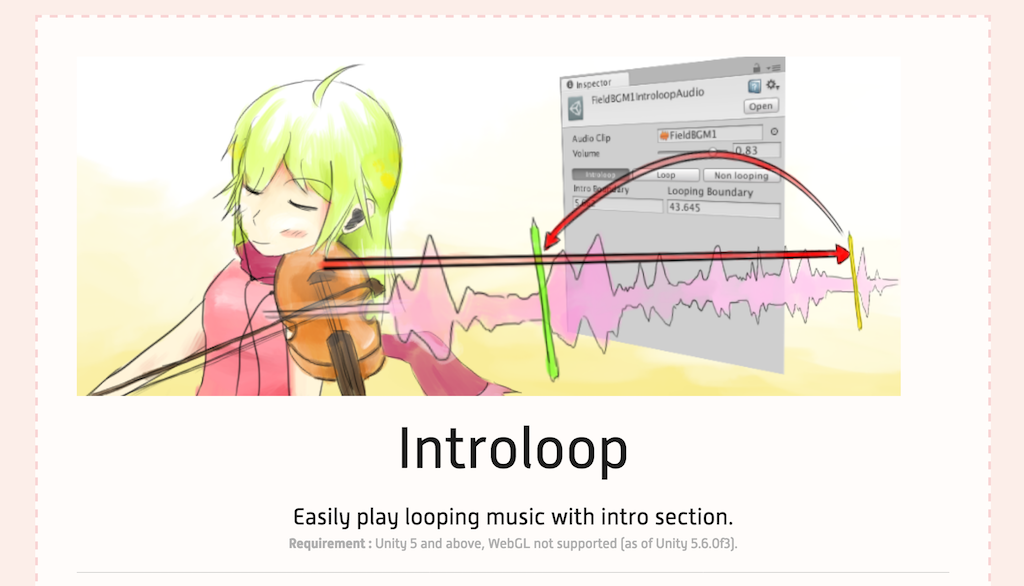 Inspector
FieldBGM1IntroloopAudio
Open
Audio Clip
FieldBGM1
Volume
0.83
Introloop Loop Non looping
Intro Boundary Looping Boundary
43.645
Introloop
Easily play looping music with intro section.
Requirement : Unity 5 and above, WebGL not supported (as of Unity 5.6.0f3).